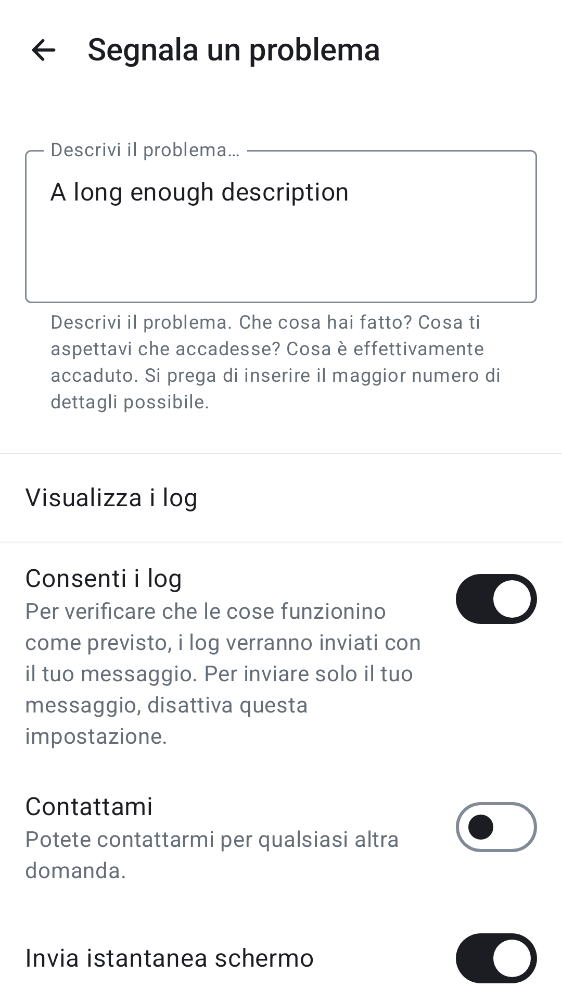 Segnala un problema
Descrivi il problema…
A long enough description
Descrivi il problema. Che cosa hai fatto? Cosa ti
aspettavi che accadesse? Cosa è effettivamente
accaduto. Si prega di inserire il maggior numero di
dettagli possibile.
Visualizza i log
Consenti i log
Per verificare che le cose funzionino
come previsto, i log verranno inviati con
il tuo messaggio. Per inviare solo il tuo
messaggio, disattiva questa
impostazione.
Contattami
Potete contattarmi per qualsiasi altra
domanda.
Invia istantanea schermo